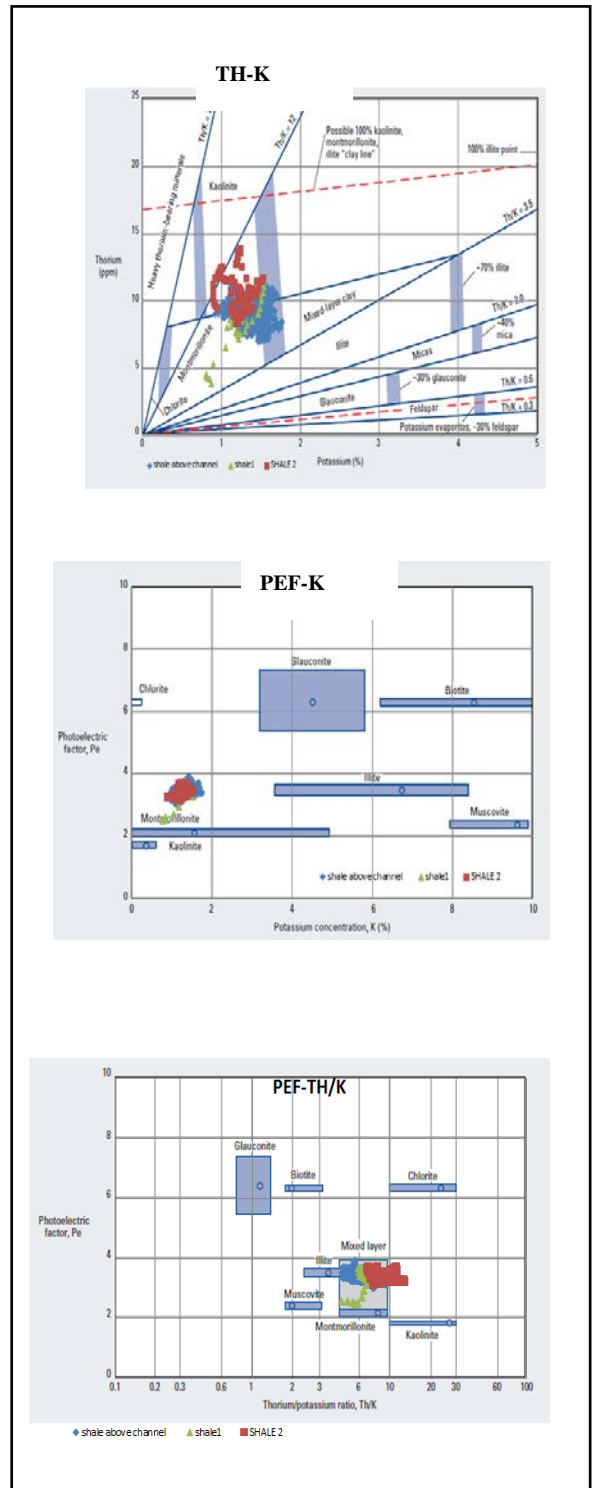 TH-K
25
20
15
10
5
0
Thorium
(ppm)
Th/K =
Th/K = 12
Heavy thorium-bearing minerals
Kaolinite
Possible 100% kaolinite,
montmorillonite,
illite "clay line"
100% illite point
Th/K = 3.5
~70% illite
Mixed-layer clay
Montmorillonite
Illite
Th/K = 2.0
~40%
mica
Micas
Chlorite
~30% glauconite
Glauconite
Th/K = 0.6
Feldspar
Th/K = 0.3
Potassium evaporites, ~30% feldspar
0 1 2 3 4 5
shale above channel shale1 SHALE 2 Potassium (%)
PEF-K
10
8
6
4
2
0
Photoelectric
factor, Pe
Glauconite
Chlorite
Biotite
Illite
Muscovite
Montmorillonite
Kaolinite
shale above channel shale1 SHALE 2
0 2 4 6 8 10
Potassium concentration, K (%)
PEF-TH/K
10
8
6
4
2
0
Photoelectric
factor, Pe
Glauconite
Biotite
Chlorite
Mixed layer
Illite
Muscovite
Montmorillonite
Kaolinite
0.1 0.2 0.3 0.6 1 2 3 6 10 20 30 60 100
Thorium/potassium ratio, Th/K
shale above channel shale1 SHALE 2